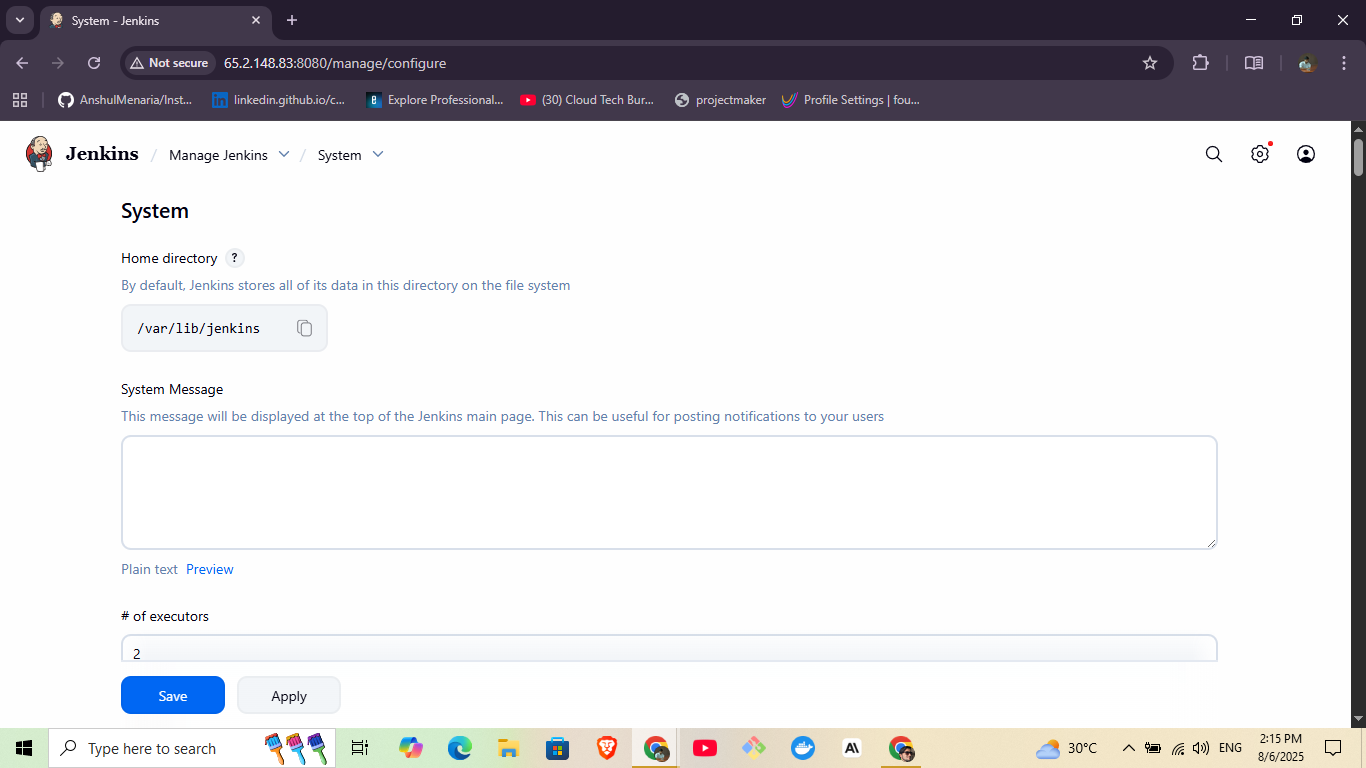 System - Jenkins
Not secure 65.2.148.83:8080/manage/configure
AnshulMenaria/Inst... linkedin.github.io/c... Explore Professional... (30) Cloud Tech Bur... projectmaker Profile Settings | fou...
Jenkins / Manage Jenkins / System
System
Home directory ?
By default, Jenkins stores all of its data in this directory on the file system
/var/lib/jenkins
System Message
This message will be displayed at the top of the Jenkins main page. This can be useful for posting notifications to your users
Plain text Preview
# of executors
2
Save Apply
Type here to search 30°C ENG 2:15 PM
8/6/2025